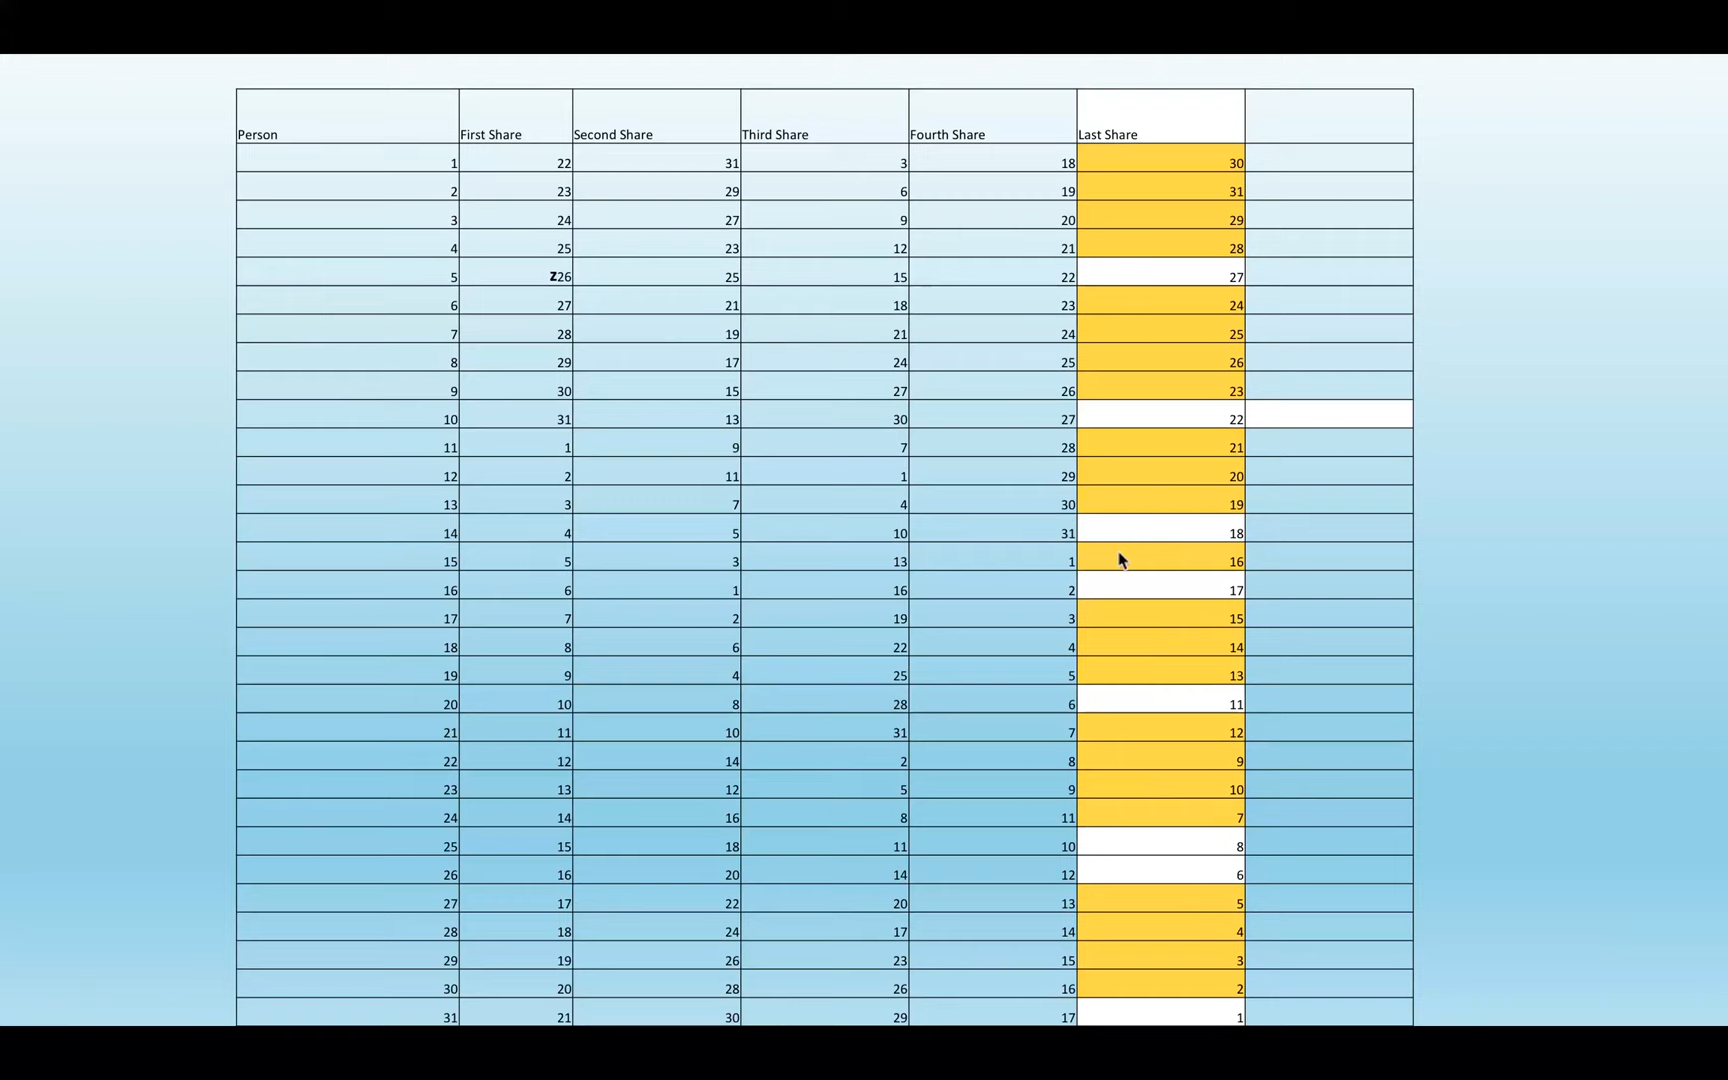 Person First Share Second Share Third Share Fourth Share Last Share
1 22 31 3 18 30
2 23 29 6 19 31
3 24 27 9 20 29
4 25 23 12 21 28
5 z26 25 15 22 27
6 27 21 18 23 24
7 28 19 21 24 25
8 29 17 24 25 26
9 30 15 27 26 23
10 31 13 30 27 22
11 1 9 7 28 21
12 2 11 1 29 20
13 3 7 4 30 19
14 4 5 10 31 18
15 5 3 13 1 16
16 6 1 16 2 17
17 7 2 19 3 15
18 8 6 22 4 14
19 9 4 25 5 13
20 10 8 28 6 11
21 11 10 31 7 12
22 12 14 2 8 9
23 13 12 5 9 10
24 14 16 8 11 7
25 15 18 11 10 8
26 16 20 14 12 6
27 17 22 20 13 5
28 18 24 17 14 4
29 19 26 23 15 3
30 20 28 26 16 2
31 21 30 29 17 1